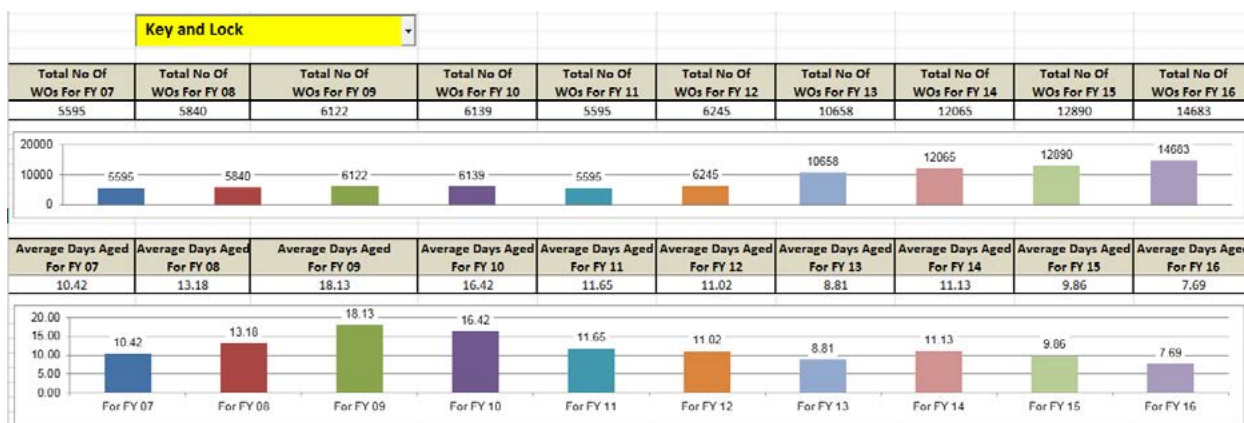 Key and Lock
Total No Of WOs For FY 07 Total No Of WOs For FY 08 Total No Of WOs For FY 09 Total No Of WOs For FY 10 Total No Of WOs For FY 11 Total No Of WOs For FY 12 Total No Of WOs For FY 13 Total No Of WOs For FY 14 Total No Of WOs For FY 15 Total No Of WOs For FY 16
5595 5840 6122 6139 5595 6245 10658 12065 12890 14683
20000
10000
0
5595 5840 6122 6139 5595 6245 10658 12065 12890 14683
Average Days Aged For FY 07 Average Days Aged For FY 08 Average Days Aged For FY 09 Average Days Aged For FY 10 Average Days Aged For FY 11 Average Days Aged For FY 12 Average Days Aged For FY 13 Average Days Aged For FY 14 Average Days Aged For FY 15 Average Days Aged For FY 16
10.42 13.18 18.13 16.42 11.65 11.02 8.81 11.13 9.86 7.69
20.00
15.00
10.00
5.00
0.00
10.42 13.18 18.13 16.42 11.65 11.02 8.81 11.13 9.86 7.69
For FY 07 For FY 08 For FY 09 For FY 10 For FY 11 For FY 12 For FY 13 For FY 14 For FY 15 For FY 16